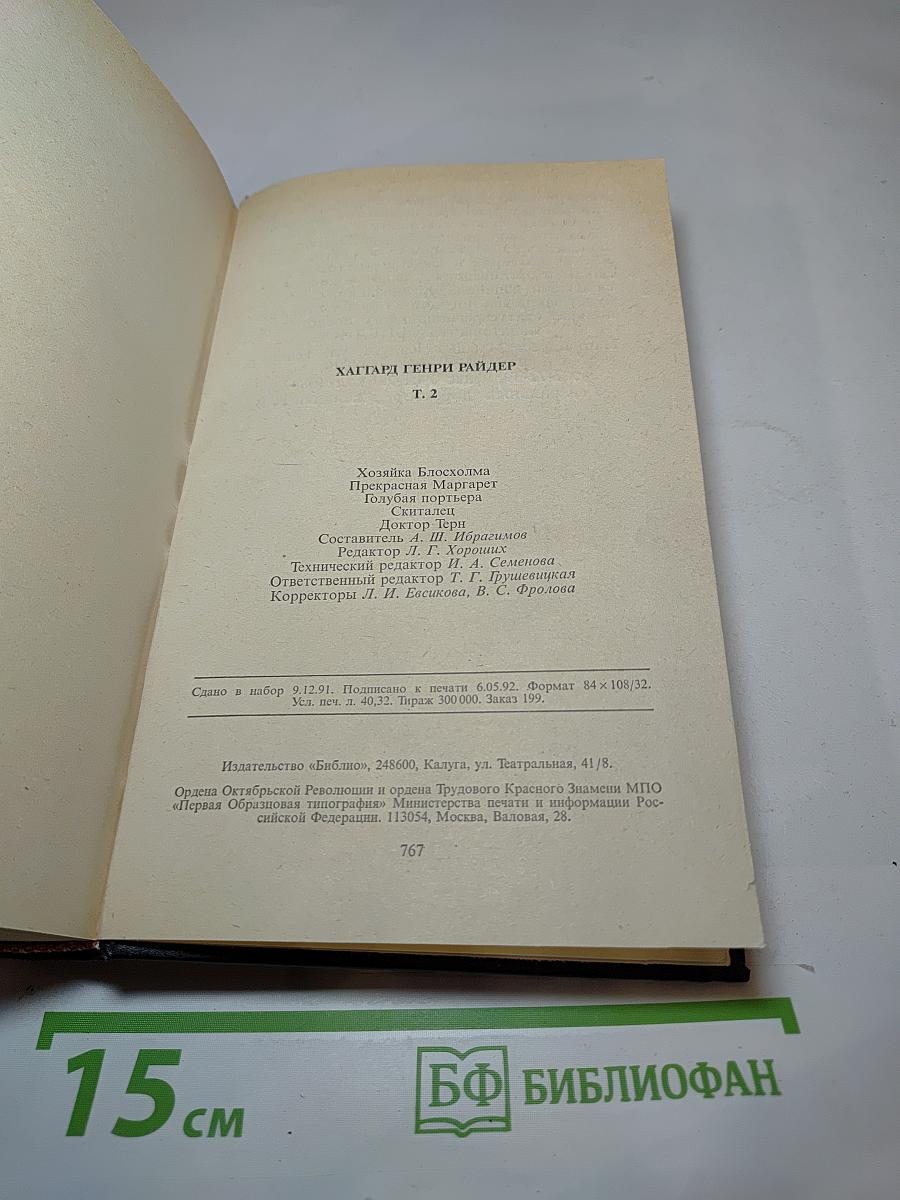 ХАГГАРД ГЕНРИ РАЙДЕР
Т. 2
Хозяйка Блосхолма
Прекрасная Маргарет
Голубая портьера
Скиталец
Доктор Терн
Составитель А. Ш. Ибрагимов
Редактор Л. Г. Хороших
Технический редактор И. А. Семенова
Ответственный редактор Т. Г. Грушевицкая
Корректоры Л. И. Евсикова, В. С. Фролова
Сдано в набор 9.12.91. Подписано к печати 6.05.92. Формат 84×108/32.
Усл. печ. л. 40,32. Тираж 300 000. Заказ 199.
Издательство «Библио», 248600, Калуга, ул. Театральная, 41/8.
Ордена Октябрьской Революции и ордена Трудового Красного Знамени МПО
«Первая Образцовая типография» Министерства печати и информации Рос-
сийской Федерации. 113054, Москва, Валовая, 28.
767
15 см
БФ БИБЛИОФАН